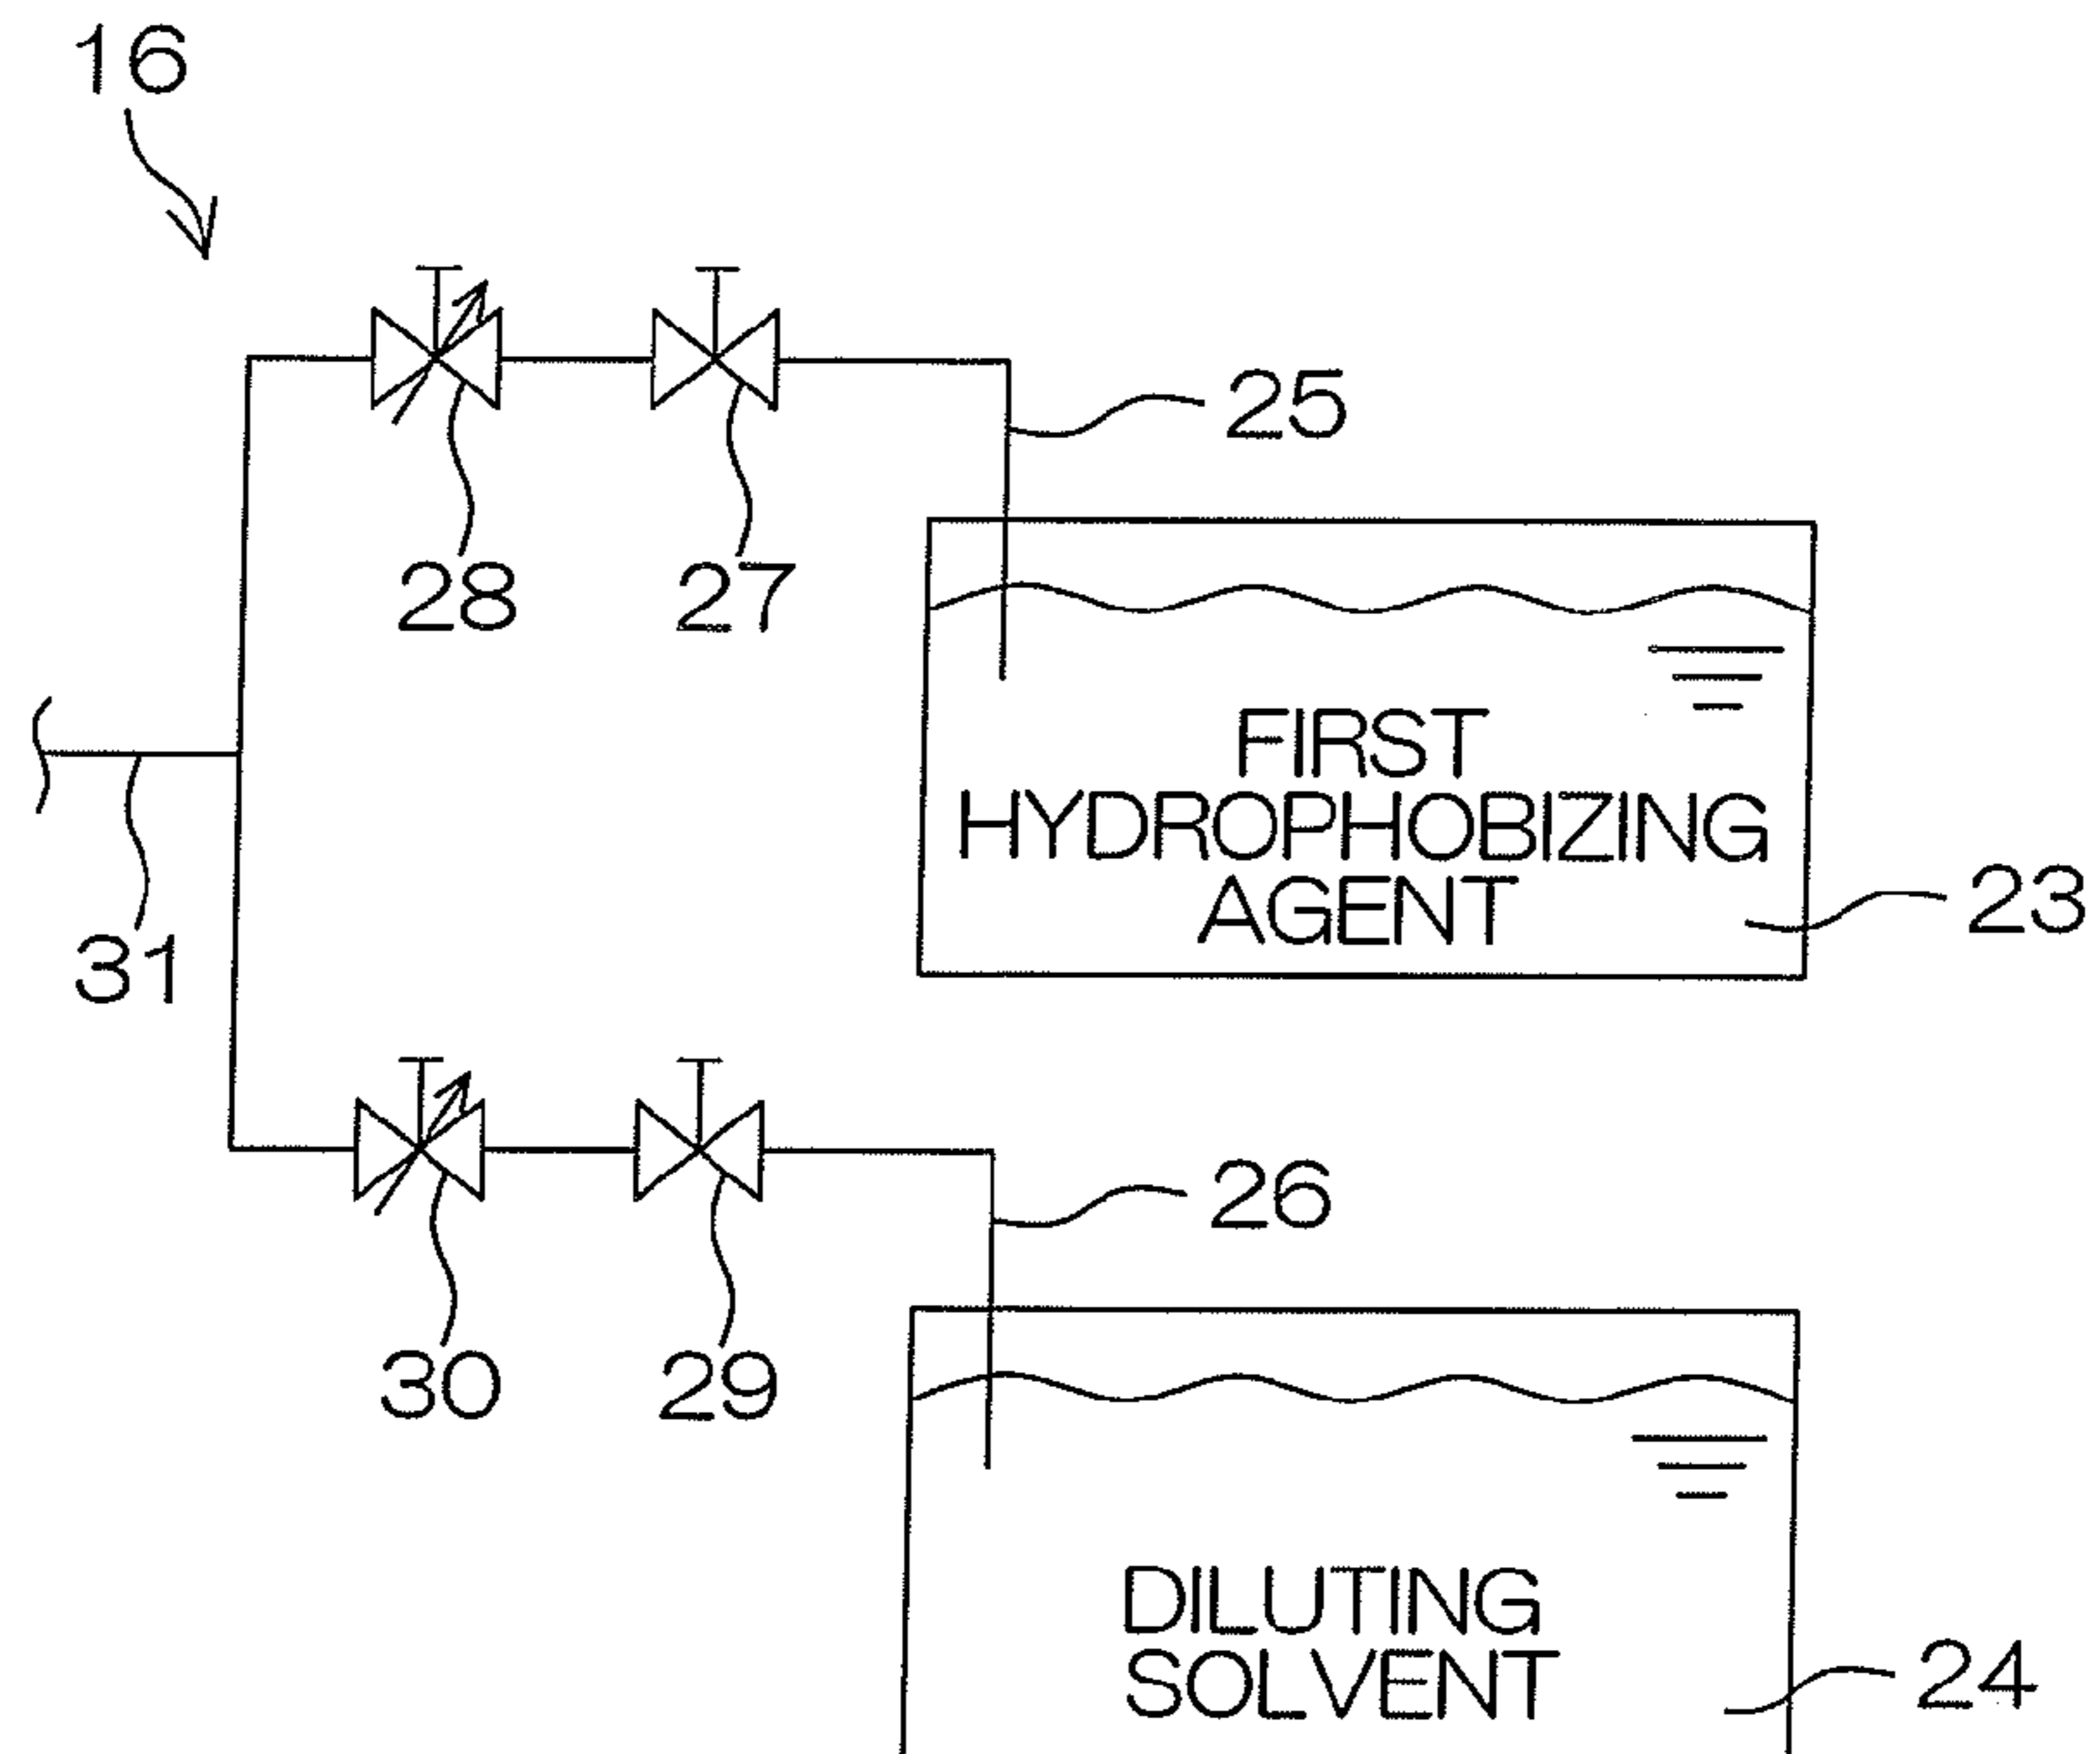 16
25
28 27
FIRST
HYDROPHOBIZING
AGENT
23
31
26
30 29
DILUTING
SOLVENT
24